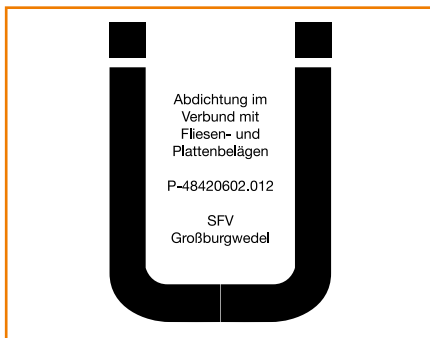 Abdichtung im
Verbund mit
Fliesen- und
Plattenbelägen
P-48420602.012
SFV
Großburgwedel